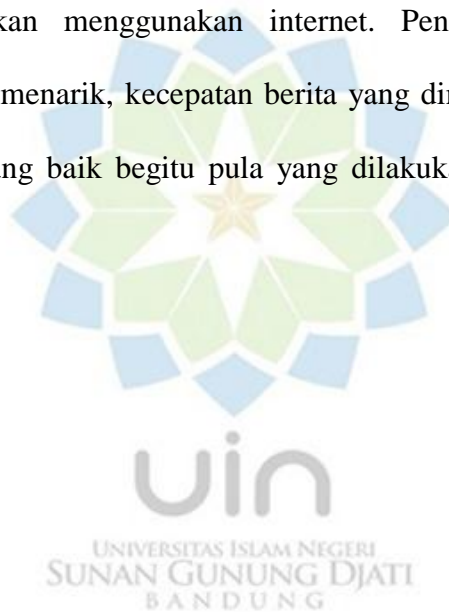 kan menggunakan internet. Pen
menarik, kecepatan berita yang di
ng baik begitu pula yang dilakuka
uin
UNIVERSITAS ISLAM NEGERI
SUNAN GUNUNG DJATI
BANDUNG